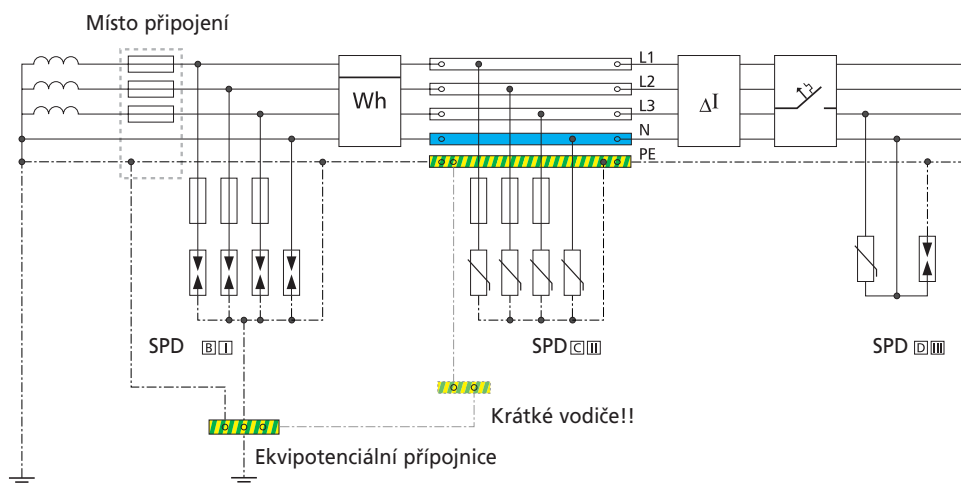 Místo připojení
L1
L2
L3
N
PE
Wh
ΔI
SPD B I
SPD C II
SPD D III
Krátké vodiče!!
Ekvipotenciální přípojnice